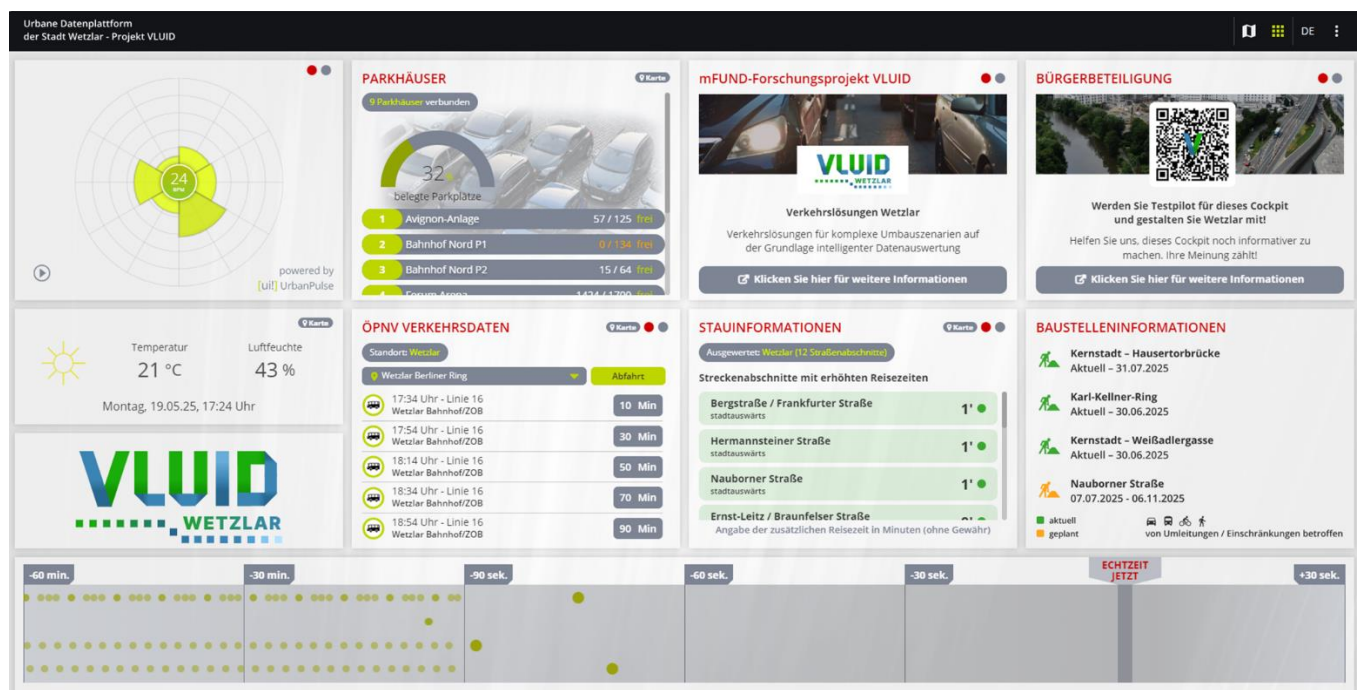 Urbane Datenplattform
der Stadt Wetzlar - Projekt VLUID
DE
24
BPM
powered by
[ui!] UrbanPulse
PARKHÄUSER
Karte
9 Parkhäuser verbunden
32
belegte Parkplätze
1 Avignon-Anlage 57 / 125 frei
2 Bahnhof Nord P1 0 / 134 frei
3 Bahnhof Nord P2 15 / 64 frei
4 Forum Arena 1424 / 1700 frei
mFUND-Forschungsprojekt VLUID
VLUID
WETZLAR
Verkehrslösungen Wetzlar
Verkehrslösungen für komplexe Umbauszenarien auf
der Grundlage intelligenter Datenauswertung
Klicken Sie hier für weitere Informationen
BÜRGERBETEILIGUNG
Werden Sie Testpilot für dieses Cockpit
und gestalten Sie Wetzlar mit!
Helfen Sie uns, dieses Cockpit noch informativer zu
machen. Ihre Meinung zählt!
Klicken Sie hier für weitere Informationen
Karte
Temperatur
21 °C
Luftfeuchte
43 %
Montag, 19.05.25, 17:24 Uhr
VLUID
WETZLAR
ÖPNV VERKEHRSDATEN
Karte
Standort: Wetzlar
Wetzlar Berliner Ring
Abfahrt
17:34 Uhr - Linie 16
Wetzlar Bahnhof/ZOB
10 Min
17:54 Uhr - Linie 16
Wetzlar Bahnhof/ZOB
30 Min
18:14 Uhr - Linie 16
Wetzlar Bahnhof/ZOB
50 Min
18:34 Uhr - Linie 16
Wetzlar Bahnhof/ZOB
70 Min
18:54 Uhr - Linie 16
Wetzlar Bahnhof/ZOB
90 Min
STAUINFORMATIONEN
Karte
Ausgewertet: Wetzlar (12 Straßenabschnitte)
Streckenabschnitte mit erhöhten Reisezeiten
Bergstraße / Frankfurter Straße
stadtauswärts
1'
Hermannsteiner Straße
stadtauswärts
1'
Nauborner Straße
stadtauswärts
1'
Ernst-Leitz / Braunfelser Straße
Angabe der zusätzlichen Reisezeit in Minuten (ohne Gewähr)
BAUSTELLENINFORMATIONEN
Kernstadt – Hausertorbrücke
Aktuell – 31.07.2025
Karl-Kellner-Ring
Aktuell – 30.06.2025
Kernstadt – Weißadlergasse
Aktuell – 30.06.2025
Nauborner Straße
07.07.2025 - 06.11.2025
aktuell
geplant
von Umleitungen / Einschränkungen betroffen
-60 min.
-30 min.
-90 sek.
-60 sek.
-30 sek.
ECHTZEIT
JETZT
+30 sek.